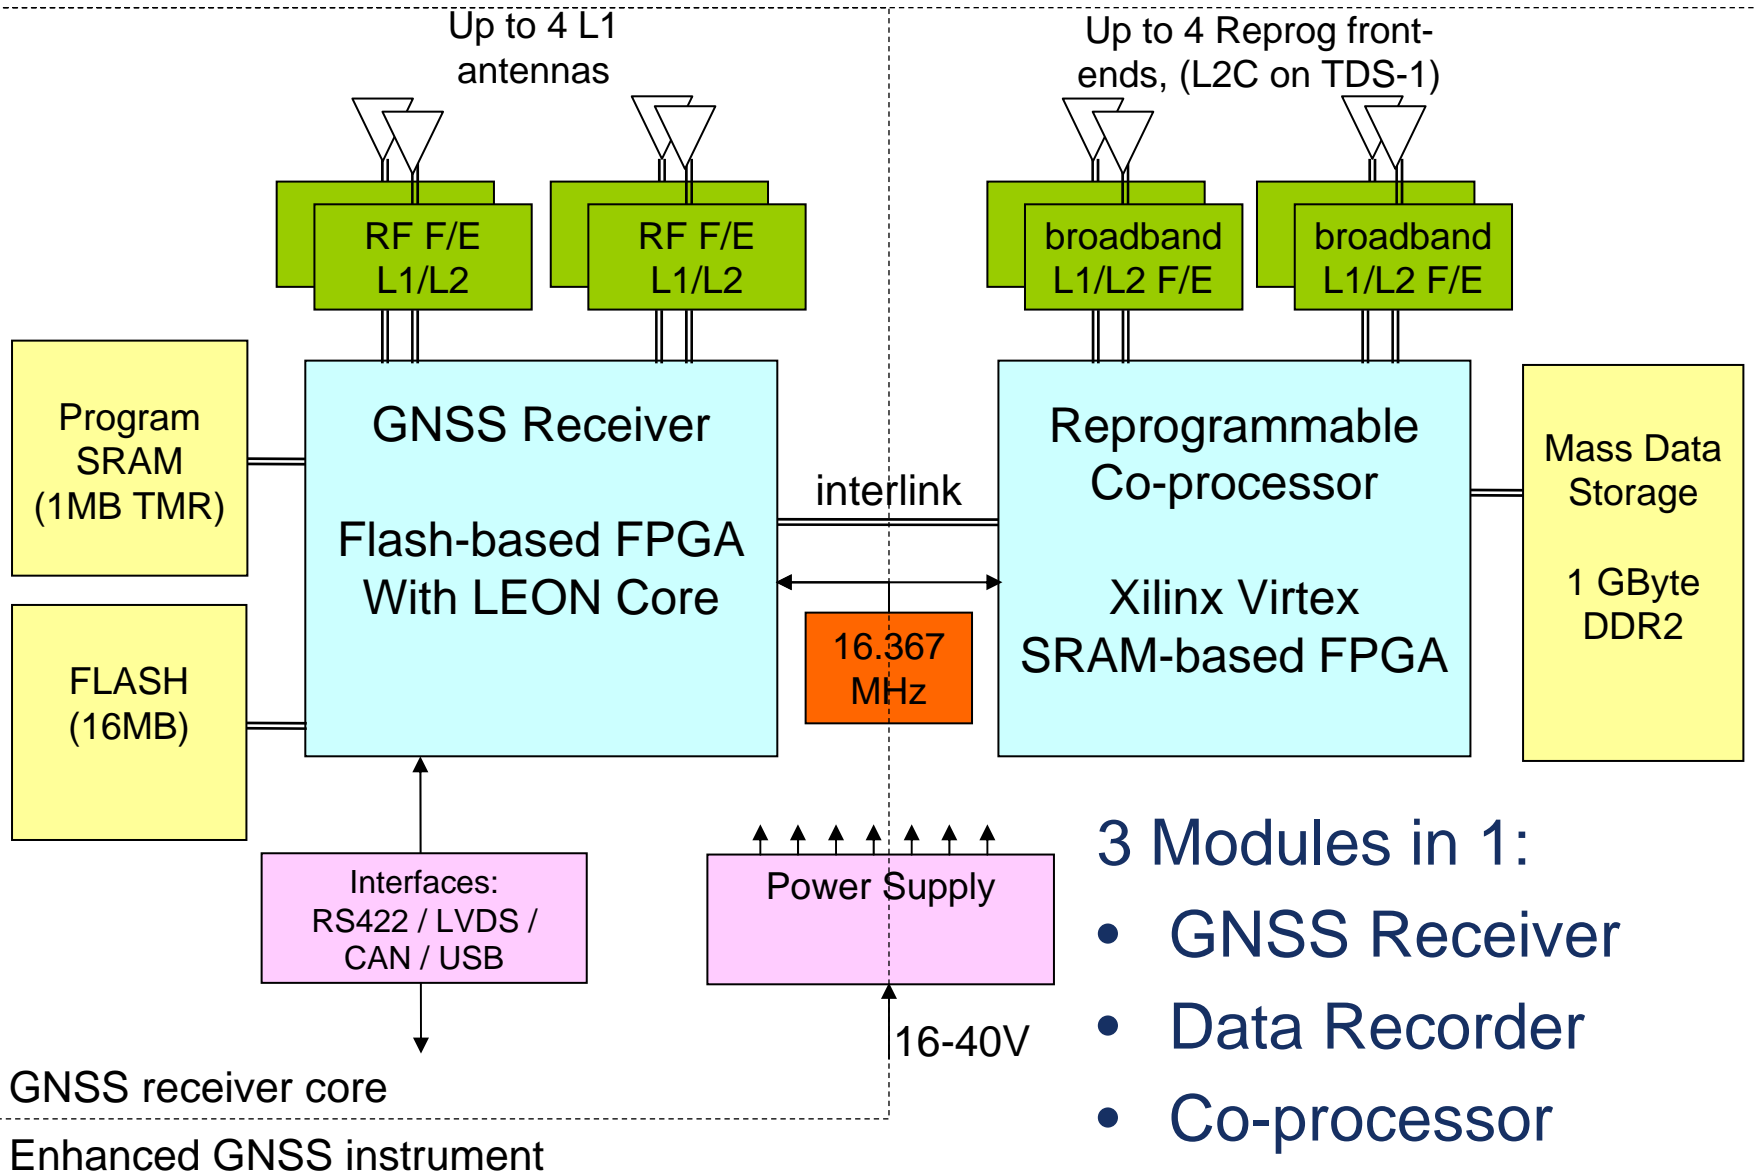 Up to 4 L1
antennas
Up to 4 Reprog front-
ends, (L2C on TDS-1)
RF F/E
L1/L2
RF F/E
L1/L2
broadband
L1/L2 F/E
broadband
L1/L2 F/E
Program
SRAM
(1MB TMR)
FLASH
(16MB)
GNSS Receiver
Flash-based FPGA
With LEON Core
interlink
16.367
MHz
Reprogrammable
Co-processor
Xilinx Virtex
SRAM-based FPGA
Mass Data
Storage
1 GByte
DDR2
Interfaces:
RS422 / LVDS /
CAN / USB
Power Supply
16-40V
3 Modules in 1:
• GNSS Receiver
• Data Recorder
• Co-processor
GNSS receiver core
Enhanced GNSS instrument